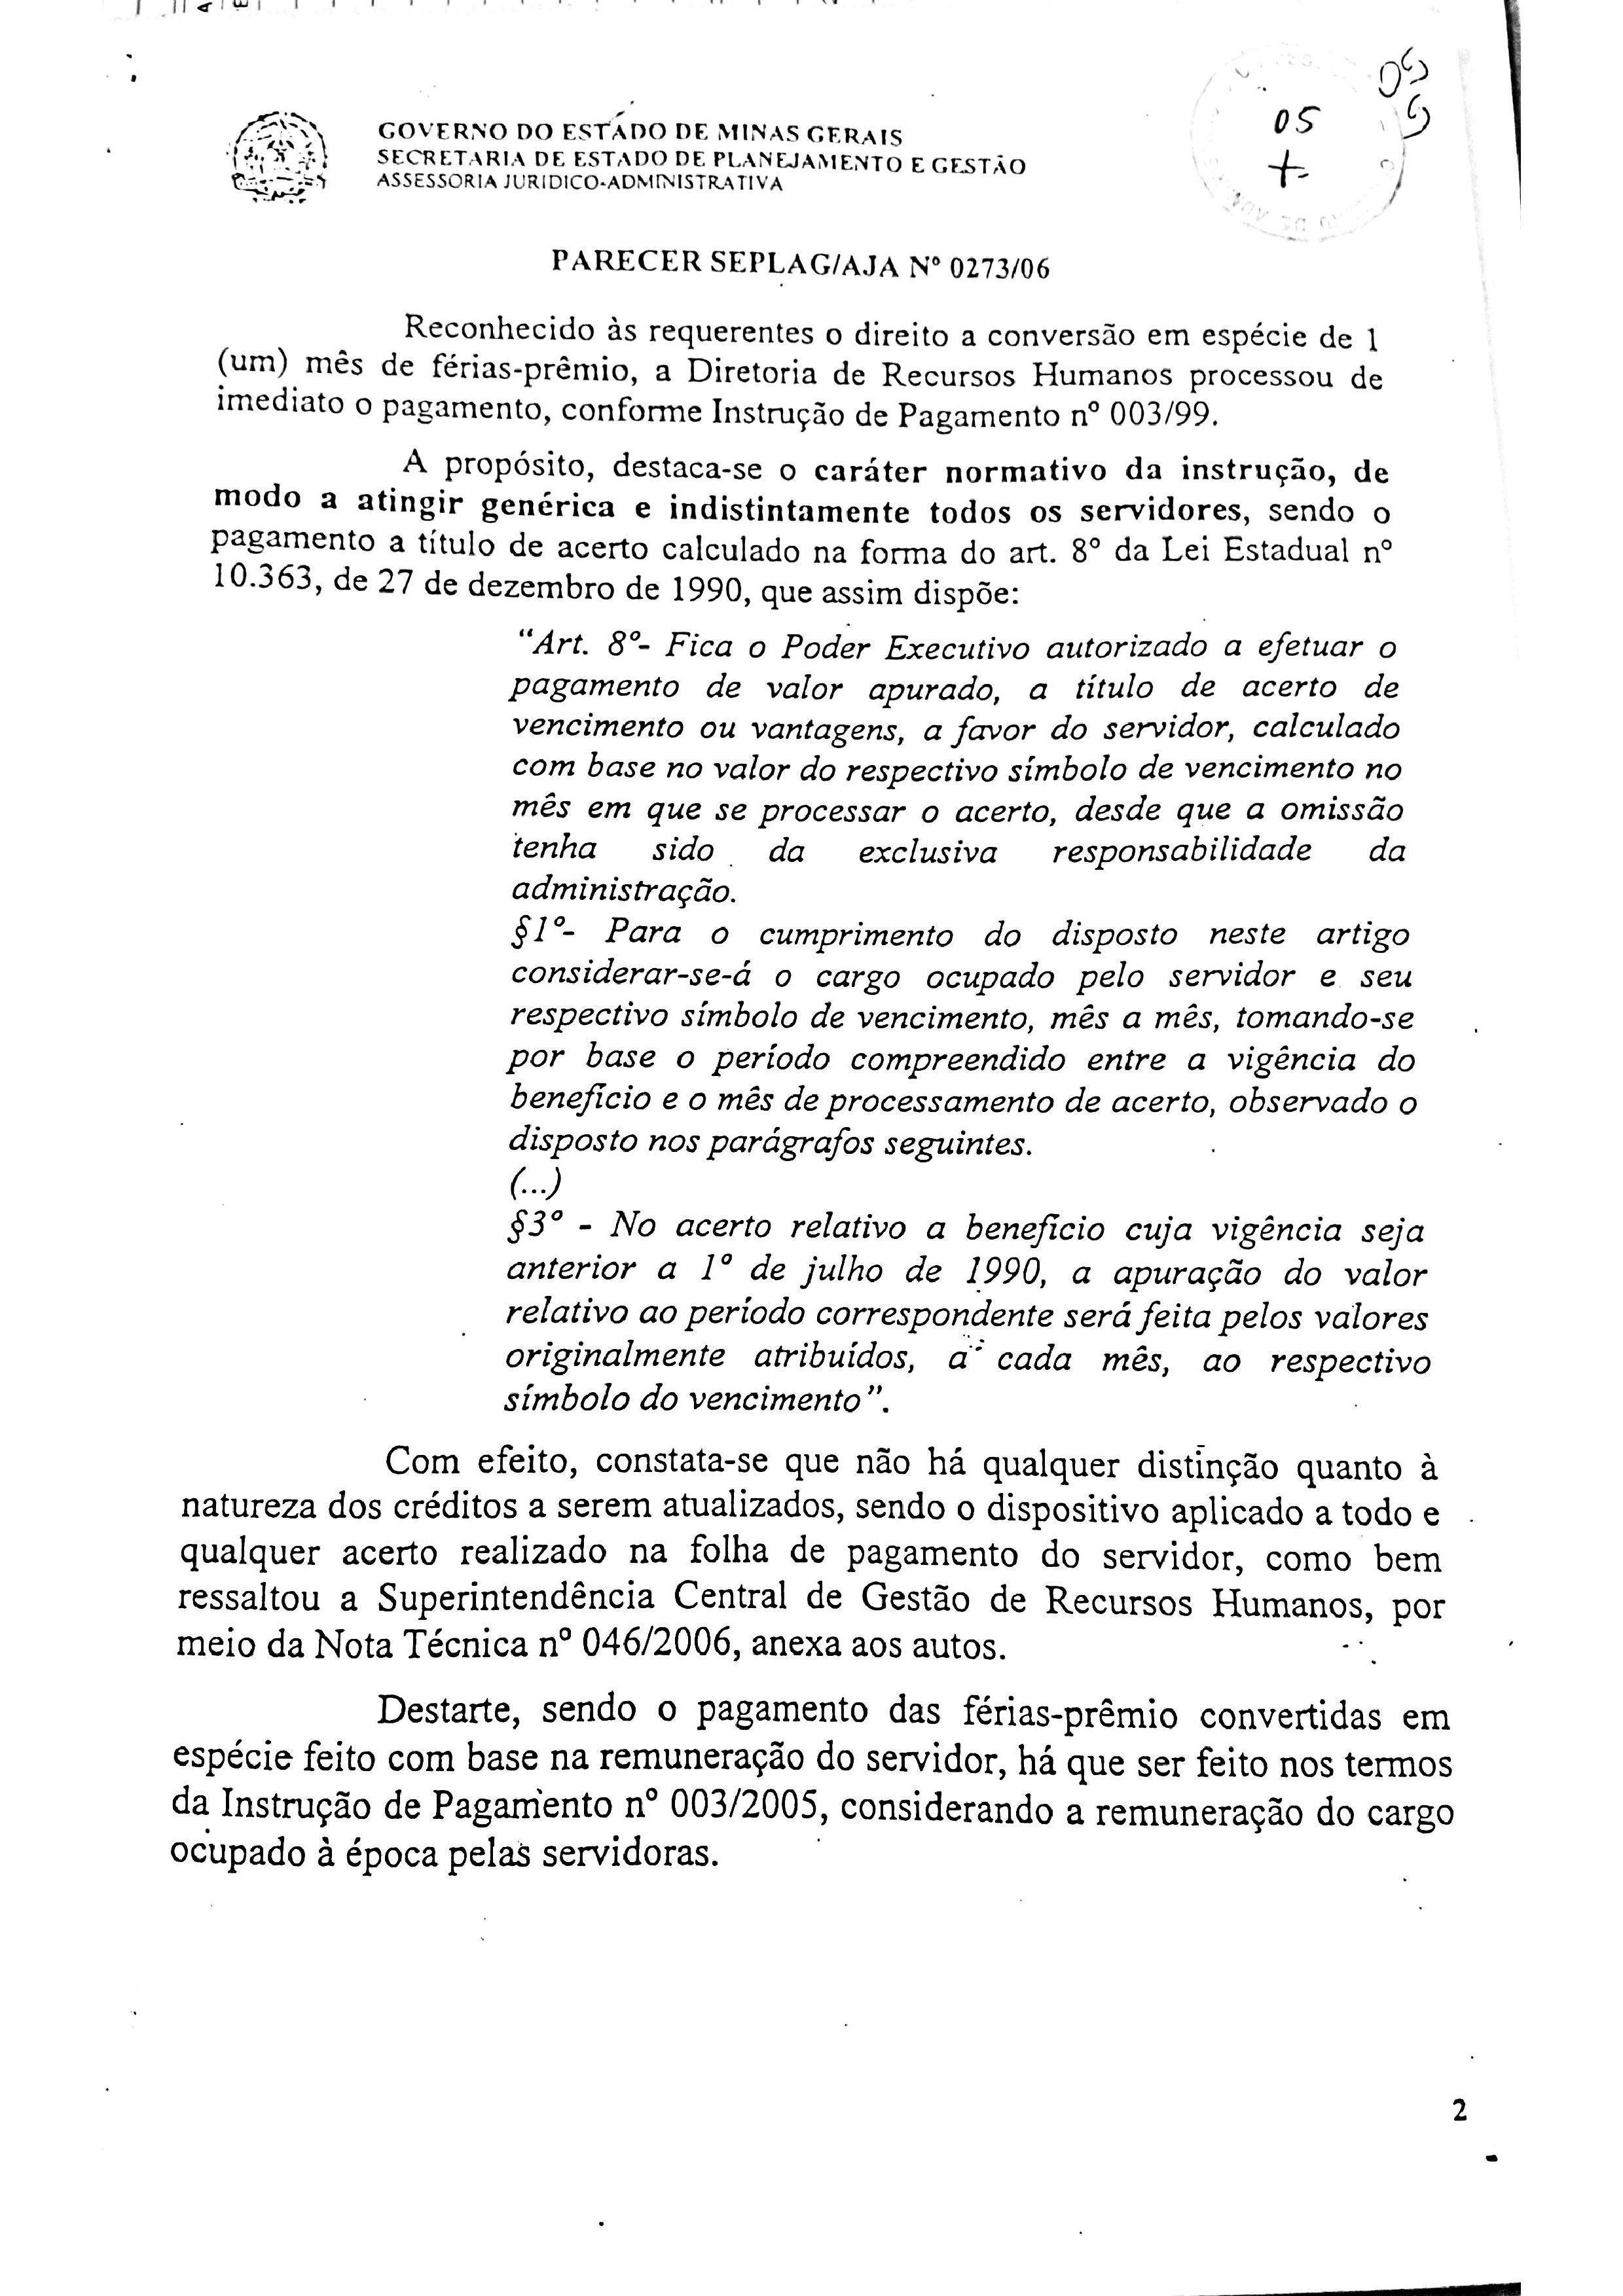 GOVERNO DO ESTADO DE MINAS GERAIS
SECRETARIA DE ESTADO DE PLANEJAMENTO E GESTÃO
ASSESSORIA JURIDICO-ADMINISTRATIVA
05
05
PARECER SEPLAG/AJA Nº 0273/06
Reconhecido às requerentes o direito a conversão em espécie de 1
(um) mês de férias-prêmio, a Diretoria de Recursos Humanos processou de
imediato o pagamento, conforme Instrução de Pagamento nº 003/99.
A propósito, destaca-se o caráter normativo da instrução, de
modo a atingir genérica e indistintamente todos os servidores, sendo o
pagamento a título de acerto calculado na forma do art. 8º da Lei Estadual nº
10.363, de 27 de dezembro de 1990, que assim dispõe:
“Art. 8º- Fica o Poder Executivo autorizado a efetuar o
pagamento de valor apurado, a título de acerto de
vencimento ou vantagens, a favor do servidor, calculado
com base no valor do respectivo símbolo de vencimento no
mês em que se processar o acerto, desde que a omissão
tenha sido da exclusiva responsabilidade da
administração.
§1º- Para o cumprimento do disposto neste artigo
considerar-se-á o cargo ocupado pelo servidor e seu
respectivo símbolo de vencimento, mês a mês, tomando-se
por base o período compreendido entre a vigência do
benefício e o mês de processamento de acerto, observado o
disposto nos parágrafos seguintes.
(...)
§3º - No acerto relativo a benefício cuja vigência seja
anterior a 1º de julho de 1990, a apuração do valor
relativo ao período correspondente será feita pelos valores
originalmente atribuídos, a cada mês, ao respectivo
símbolo do vencimento”.
Com efeito, constata-se que não há qualquer distinção quanto à
natureza dos créditos a serem atualizados, sendo o dispositivo aplicado a todo e
qualquer acerto realizado na folha de pagamento do servidor, como bem
ressaltou a Superintendência Central de Gestão de Recursos Humanos, por
meio da Nota Técnica nº 046/2006, anexa aos autos.
Destarte, sendo o pagamento das férias-prêmio convertidas em
espécie feito com base na remuneração do servidor, há que ser feito nos termos
da Instrução de Pagamento nº 003/2005, considerando a remuneração do cargo
ocupado à época pelas servidoras.
2